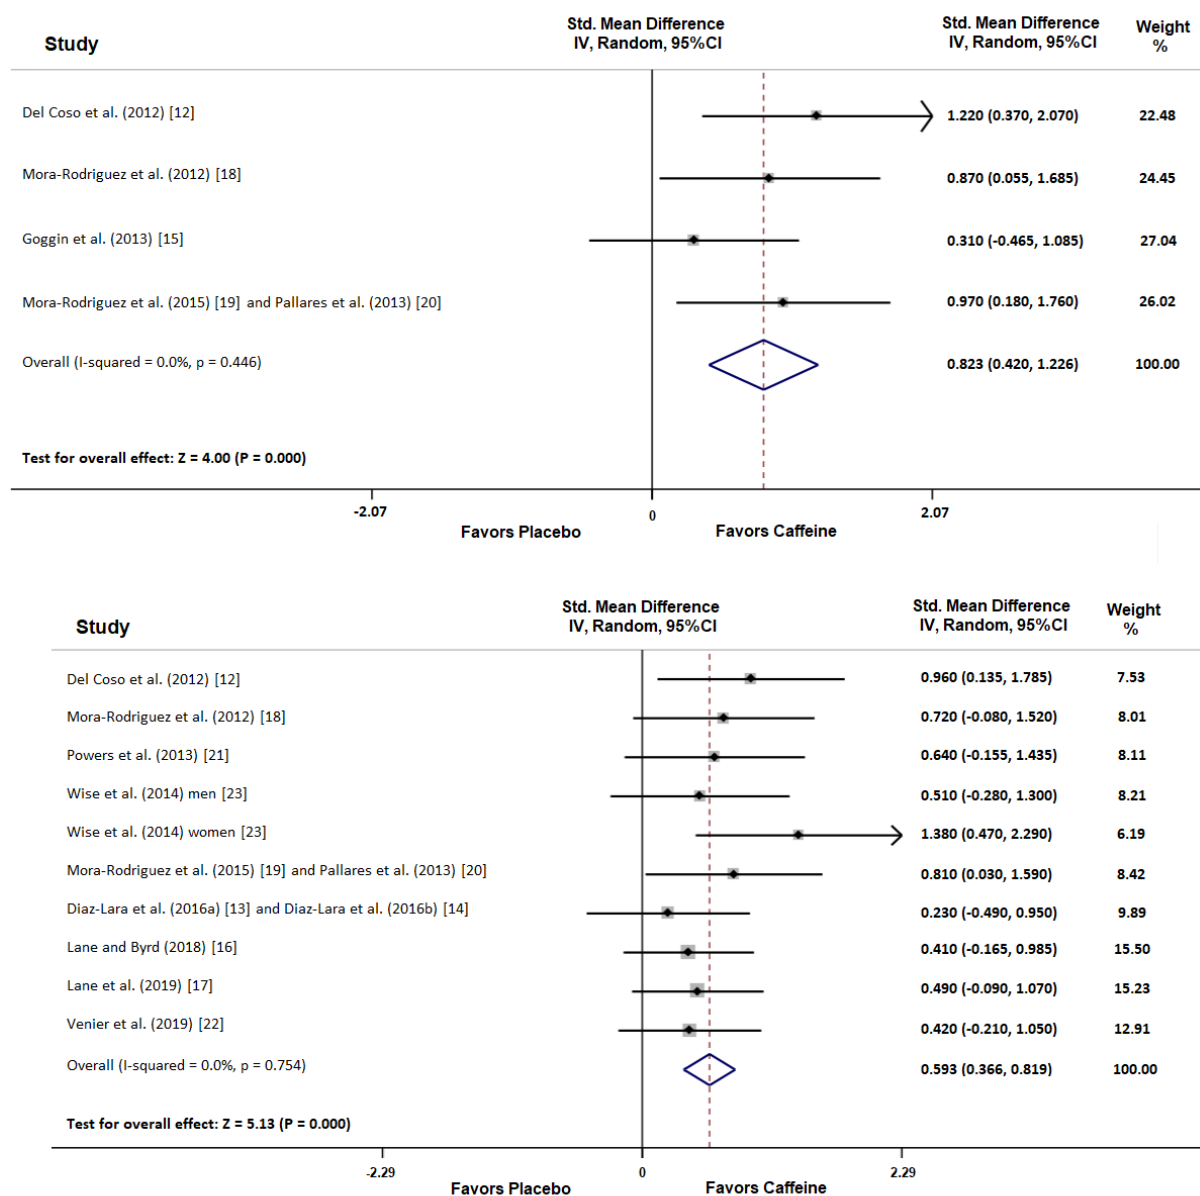 Study
Std. Mean Difference
IV, Random, 95%CI
Std. Mean Difference
IV, Random, 95%CI
Weight
%
Del Coso et al. (2012) [12] 1.220 (0.370, 2.070) 22.48
Mora-Rodriguez et al. (2012) [18] 0.870 (0.055, 1.685) 24.45
Goggin et al. (2013) [15] 0.310 (-0.465, 1.085) 27.04
Mora-Rodriguez et al. (2015) [19] and Pallares et al. (2013) [20] 0.970 (0.180, 1.760) 26.02
Overall (I-squared = 0.0%, p = 0.446) 0.823 (0.420, 1.226) 100.00
Test for overall effect: Z = 4.00 (P = 0.000)
-2.07 0 2.07
Favors Placebo Favors Caffeine
Study
Std. Mean Difference
IV, Random, 95%CI
Std. Mean Difference
IV, Random, 95%CI
Weight
%
Del Coso et al. (2012) [12] 0.960 (0.135, 1.785) 7.53
Mora-Rodriguez et al. (2012) [18] 0.720 (-0.080, 1.520) 8.01
Powers et al. (2013) [21] 0.640 (-0.155, 1.435) 8.11
Wise et al. (2014) men [23] 0.510 (-0.280, 1.300) 8.21
Wise et al. (2014) women [23] 1.380 (0.470, 2.290) 6.19
Mora-Rodriguez et al. (2015) [19] and Pallares et al. (2013) [20] 0.810 (0.030, 1.590) 8.42
Diaz-Lara et al. (2016a) [13] and Diaz-Lara et al. (2016b) [14] 0.230 (-0.490, 0.950) 9.89
Lane and Byrd (2018) [16] 0.410 (-0.165, 0.985) 15.50
Lane et al. (2019) [17] 0.490 (-0.090, 1.070) 15.23
Venier et al. (2019) [22] 0.420 (-0.210, 1.050) 12.91
Overall (I-squared = 0.0%, p = 0.754) 0.593 (0.366, 0.819) 100.00
Test for overall effect: Z = 5.13 (P = 0.000)
-2.29 0 2.29
Favors Placebo Favors Caffeine